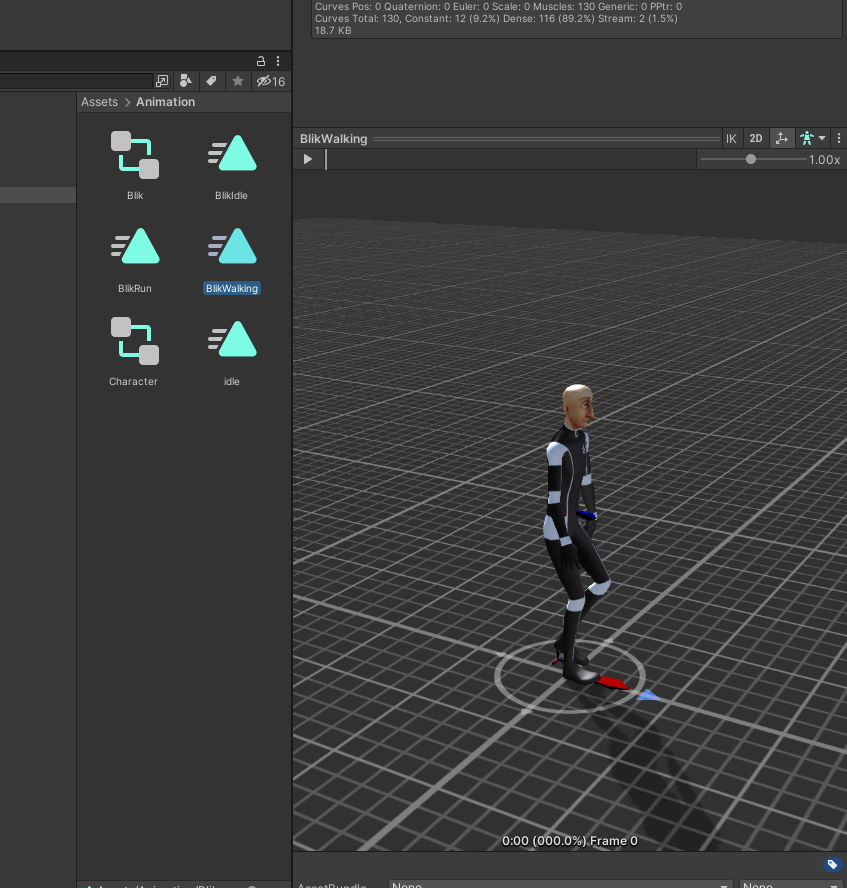 Curves Pos: 0 Quaternion: 0 Euler: 0 Scale: 0 Muscles: 130 Generic: 0 PPtr: 0
Curves Total: 130, Constant: 12 (9.2%) Dense: 116 (89.2%) Stream: 2 (1.5%)
18.7 KB
16
Assets > Animation
BlikWalking
IK
2D
1.00x
Blik
BlikIdle
BlikRun
BlikWalking
Character
idle
0:00 (000.0%) Frame 0
AssetBundle
None
None